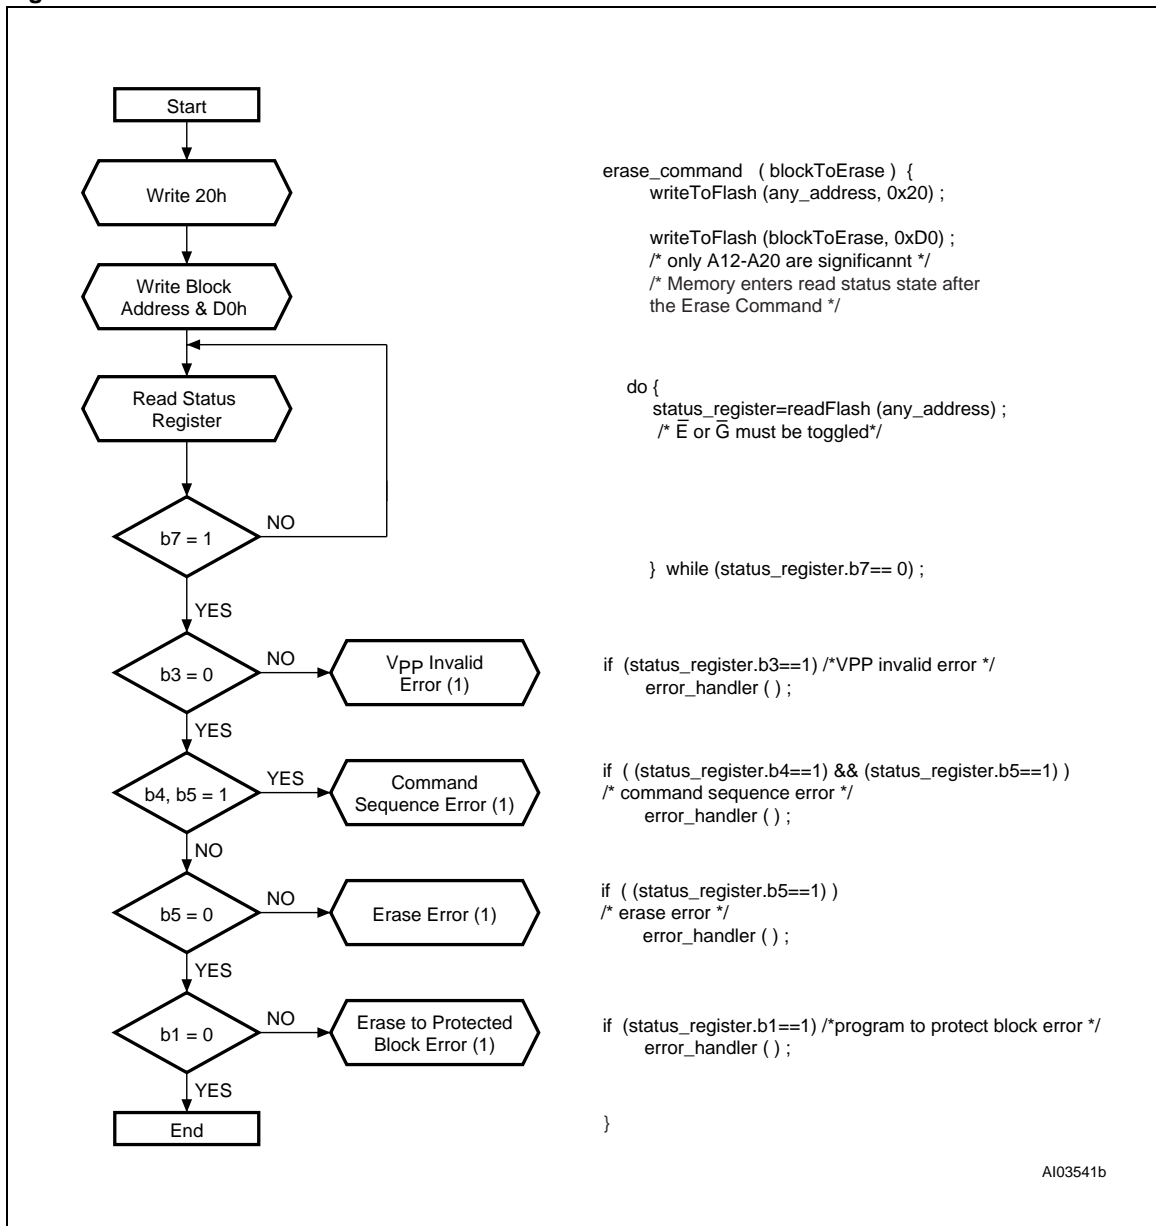 Start
Write 20h
Write Block
Address & D0h
Read Status
Register
b7 = 1
NO
YES
b3 = 0
NO
VPP Invalid
Error (1)
YES
b4, b5 = 1
YES
Command
Sequence Error (1)
NO
b5 = 0
NO
Erase Error (1)
YES
b1 = 0
NO
Erase to Protected
Block Error (1)
YES
End
erase_command ( blockToErase ) {
writeToFlash (any_address, 0x20) ;
writeToFlash (blockToErase, 0xD0) ;
/* only A12-A20 are significannt */
/* Memory enters read status state after
the Erase Command */
do {
status_register=readFlash (any_address) ;
/* E̅ or G̅ must be toggled*/
} while (status_register.b7== 0) ;
if (status_register.b3==1) /*VPP invalid error */
error_handler ( ) ;
if ( (status_register.b4==1) && (status_register.b5==1) )
/* command sequence error */
error_handler ( ) ;
if ( (status_register.b5==1) )
/* erase error */
error_handler ( ) ;
if (status_register.b1==1) /*program to protect block error */
error_handler ( ) ;
}
AI03541b